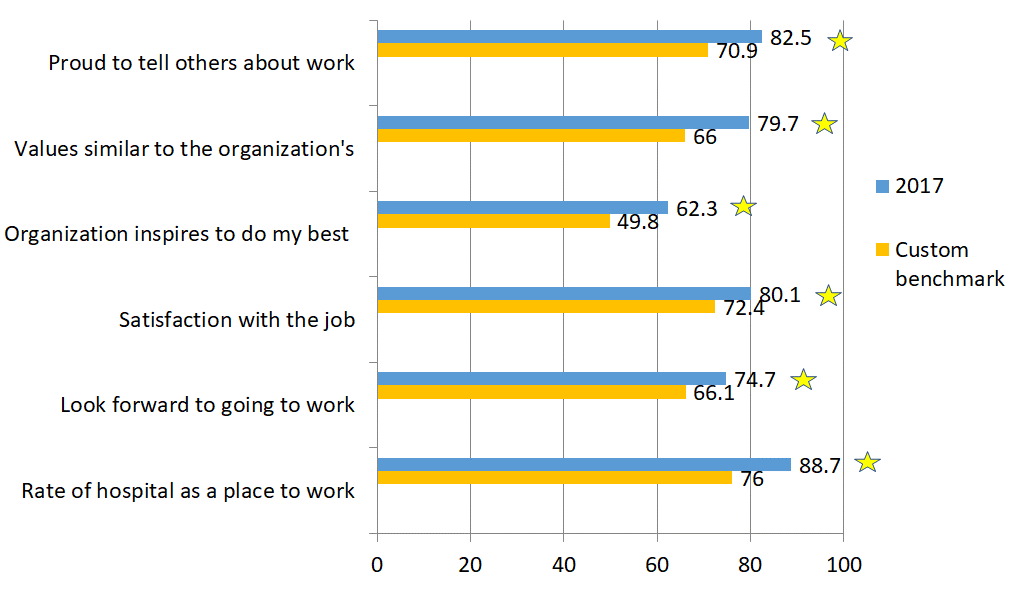 Proud to tell others about work
82.5
70.9
Values similar to the organization's
79.7
66
Organization inspires to do my best
62.3
49.8
Satisfaction with the job
80.1
72.4
Look forward to going to work
74.7
66.1
Rate of hospital as a place to work
88.7
76
0 20 40 60 80 100
2017
Custom
benchmark